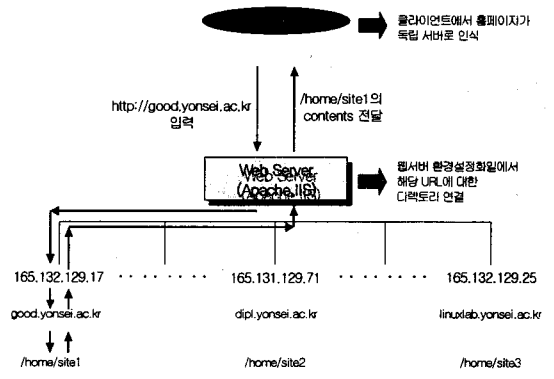 클라이언트에서 홈페이지가
독립 서버로 인식
http://good.yonsei.ac.kr
입력
/home/site1의
contents 전달
Web Server
(Apache, IIS)
웹서버 환경설정화일에서
해당 URL에 대한
디렉토리 연결
165.132.129.17 165.131.129.71 165.132.129.25
good.yonsei.ac.kr dipl.yonsei.ac.kr linuxlab.yonsei.ac.kr
/home/site1 /home/site2 /home/site3